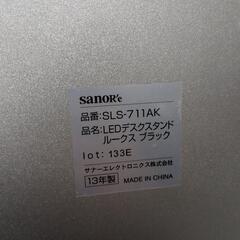 SANOR'e
品番: SLS-711AK
品名: LEDデスクスタンド
ルークス ブラック
lot: 133E
サナーエレクトロニクス株式会社
13年製 MADE IN CHINA